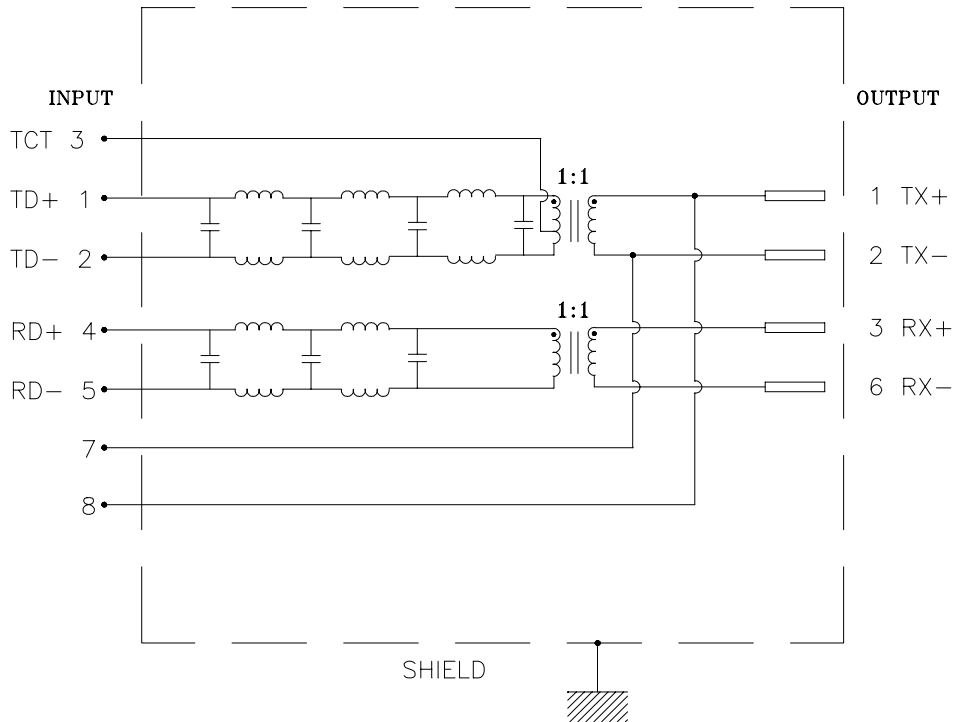 INPUT
OUTPUT
TCT 3
1:1
TD+ 1
1 TX+
TD- 2
2 TX-
1:1
RD+ 4
3 RX+
RD- 5
6 RX-
7
8
SHIELD